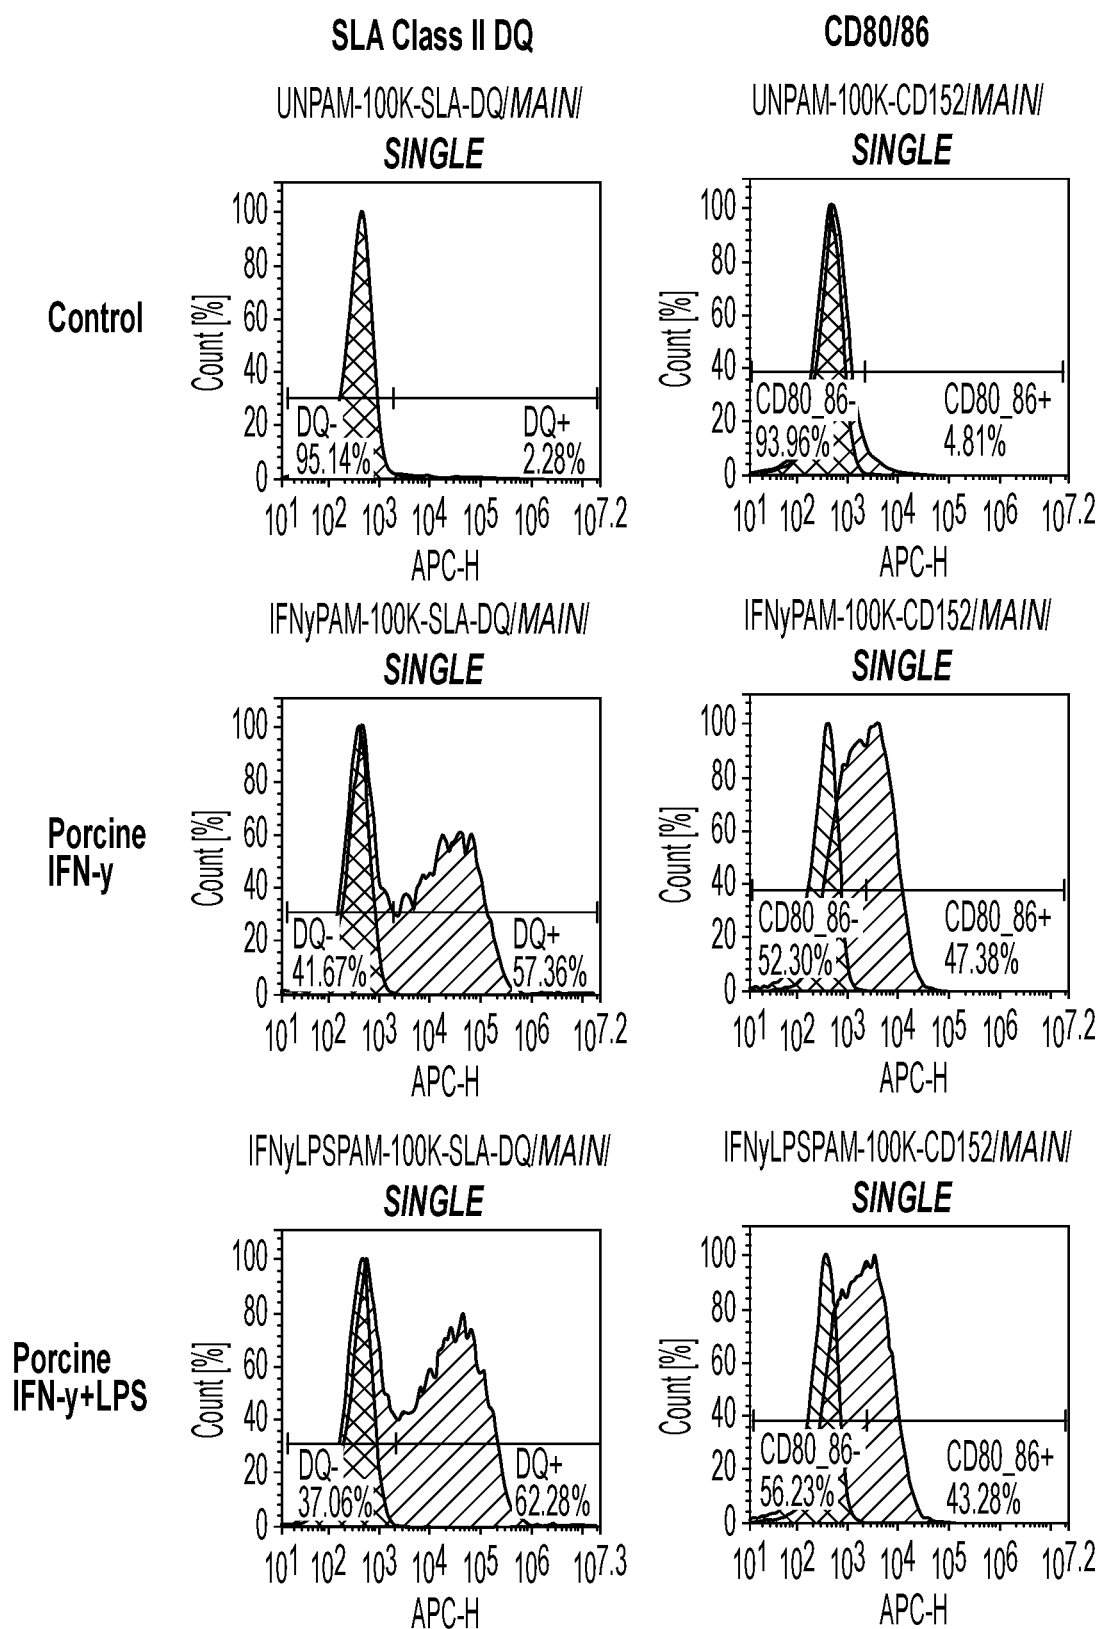 SLA Class II DQ
CD80/86
UNPAM-100K-SLA-DQ/MAIN/
SINGLE
UNPAM-100K-CD152/MAIN/
SINGLE
Control
Count [%]
100
80
60
40
20
0
DQ-
95.14%
DQ+
2.28%
101 102 103 104 105 106 107.2
APC-H
Count [%]
100
80
60
40
20
0
CD80_86-
93.96%
CD80_86+
4.81%
101 102 103 104 105 106 107.2
APC-H
IFNyPAM-100K-SLA-DQ/MAIN/
SINGLE
IFNyPAM-100K-CD152/MAIN/
SINGLE
Porcine
IFN-y
Count [%]
100
80
60
40
20
0
DQ-
41.67%
DQ+
57.36%
101 102 103 104 105 106 107.2
APC-H
Count [%]
100
80
60
40
20
0
CD80_86-
52.30%
CD80_86+
47.38%
101 102 103 104 105 106 107.2
APC-H
IFNyLPSPAM-100K-SLA-DQ/MAIN/
SINGLE
IFNyLPSPAM-100K-CD152/MAIN/
SINGLE
Porcine
IFN-y+LPS
Count [%]
100
80
60
40
20
0
DQ-
37.06%
DQ+
62.28%
101 102 103 104 105 106 107.3
APC-H
Count [%]
100
80
60
40
20
0
CD80_86-
56.23%
CD80_86+
43.28%
101 102 103 104 105 106 107.2
APC-H